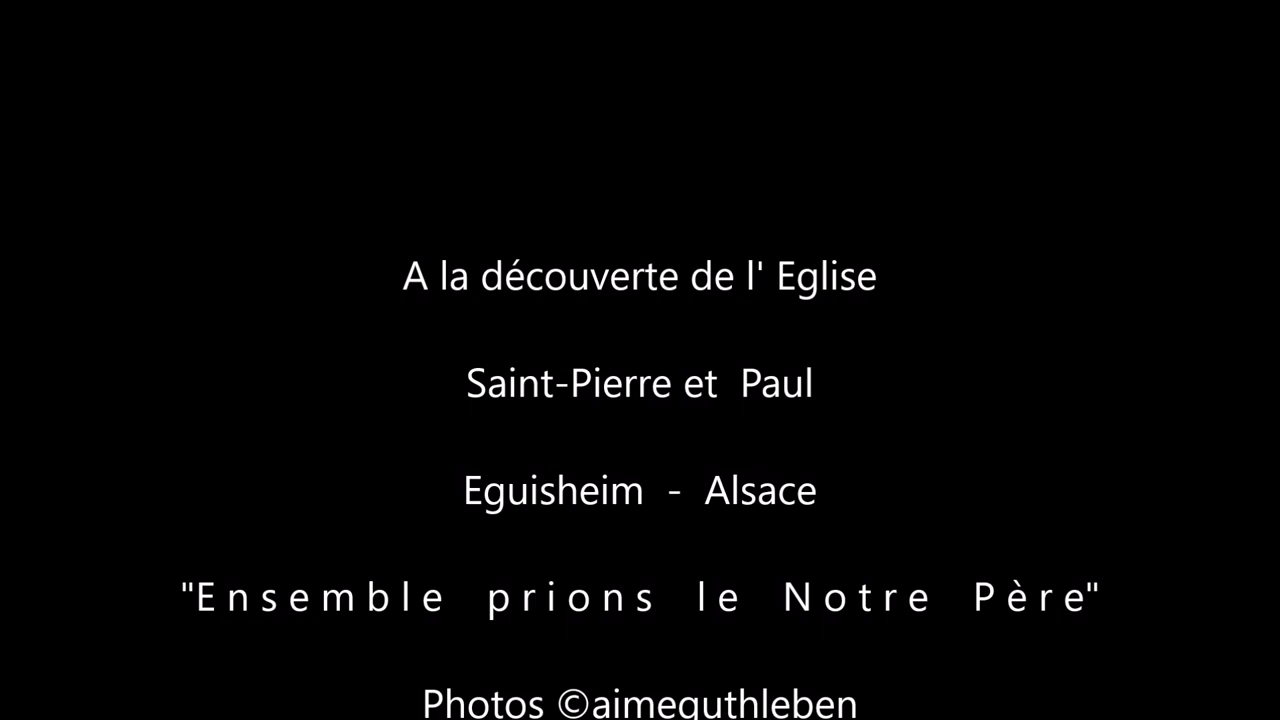 A la découverte de l' Eglise
Saint-Pierre et  Paul
Eguisheim  -  Alsace
"E n s e m b l e   p r i o n s   l e   N o t r e   P è r e"
Photos ©aimeguthleben